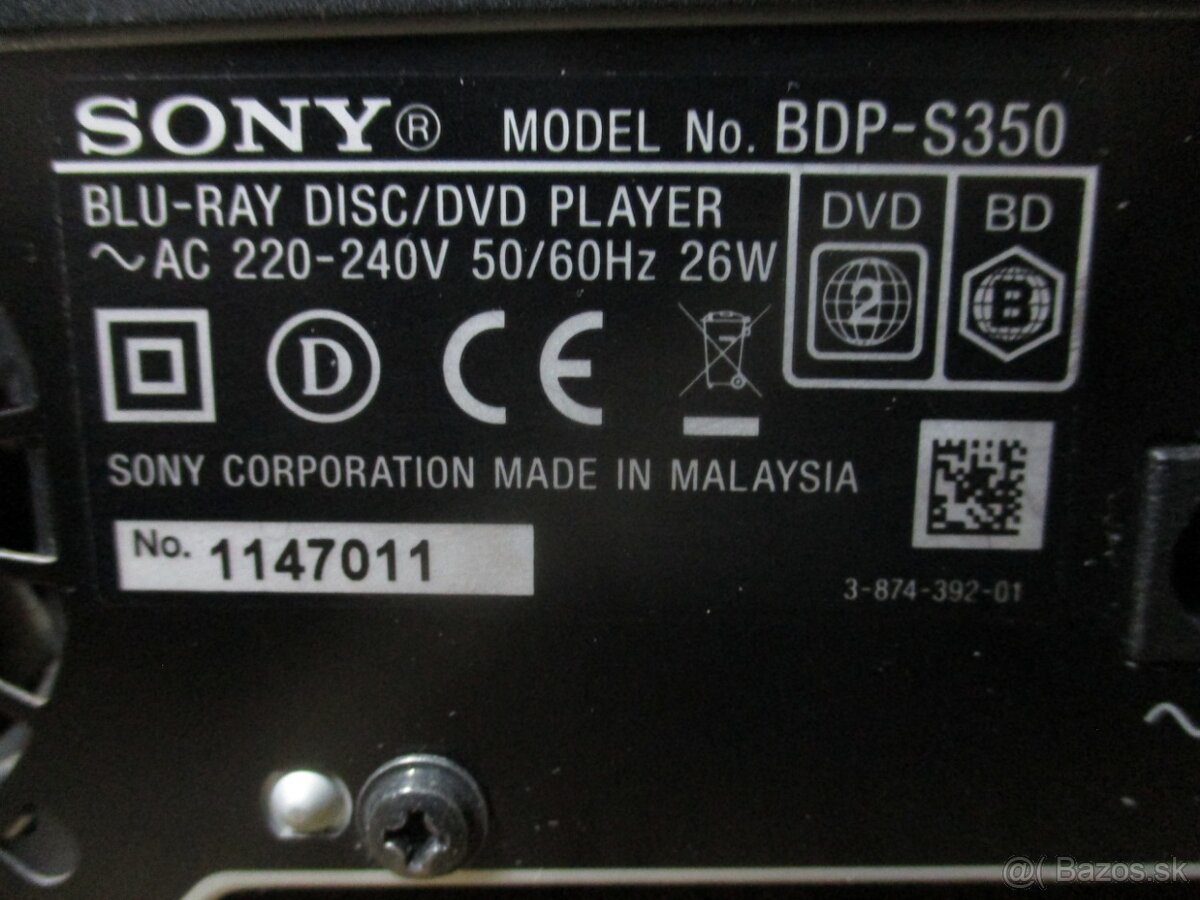 SONY® MODEL No. BDP-S350
BLU-RAY DISC/DVD PLAYER
~AC 220-240V 50/60Hz 26W
DVD BD
2 B
D CE
SONY CORPORATION MADE IN MALAYSIA
No. 1147011
3-874-392-01
~
@( Bazos.sk